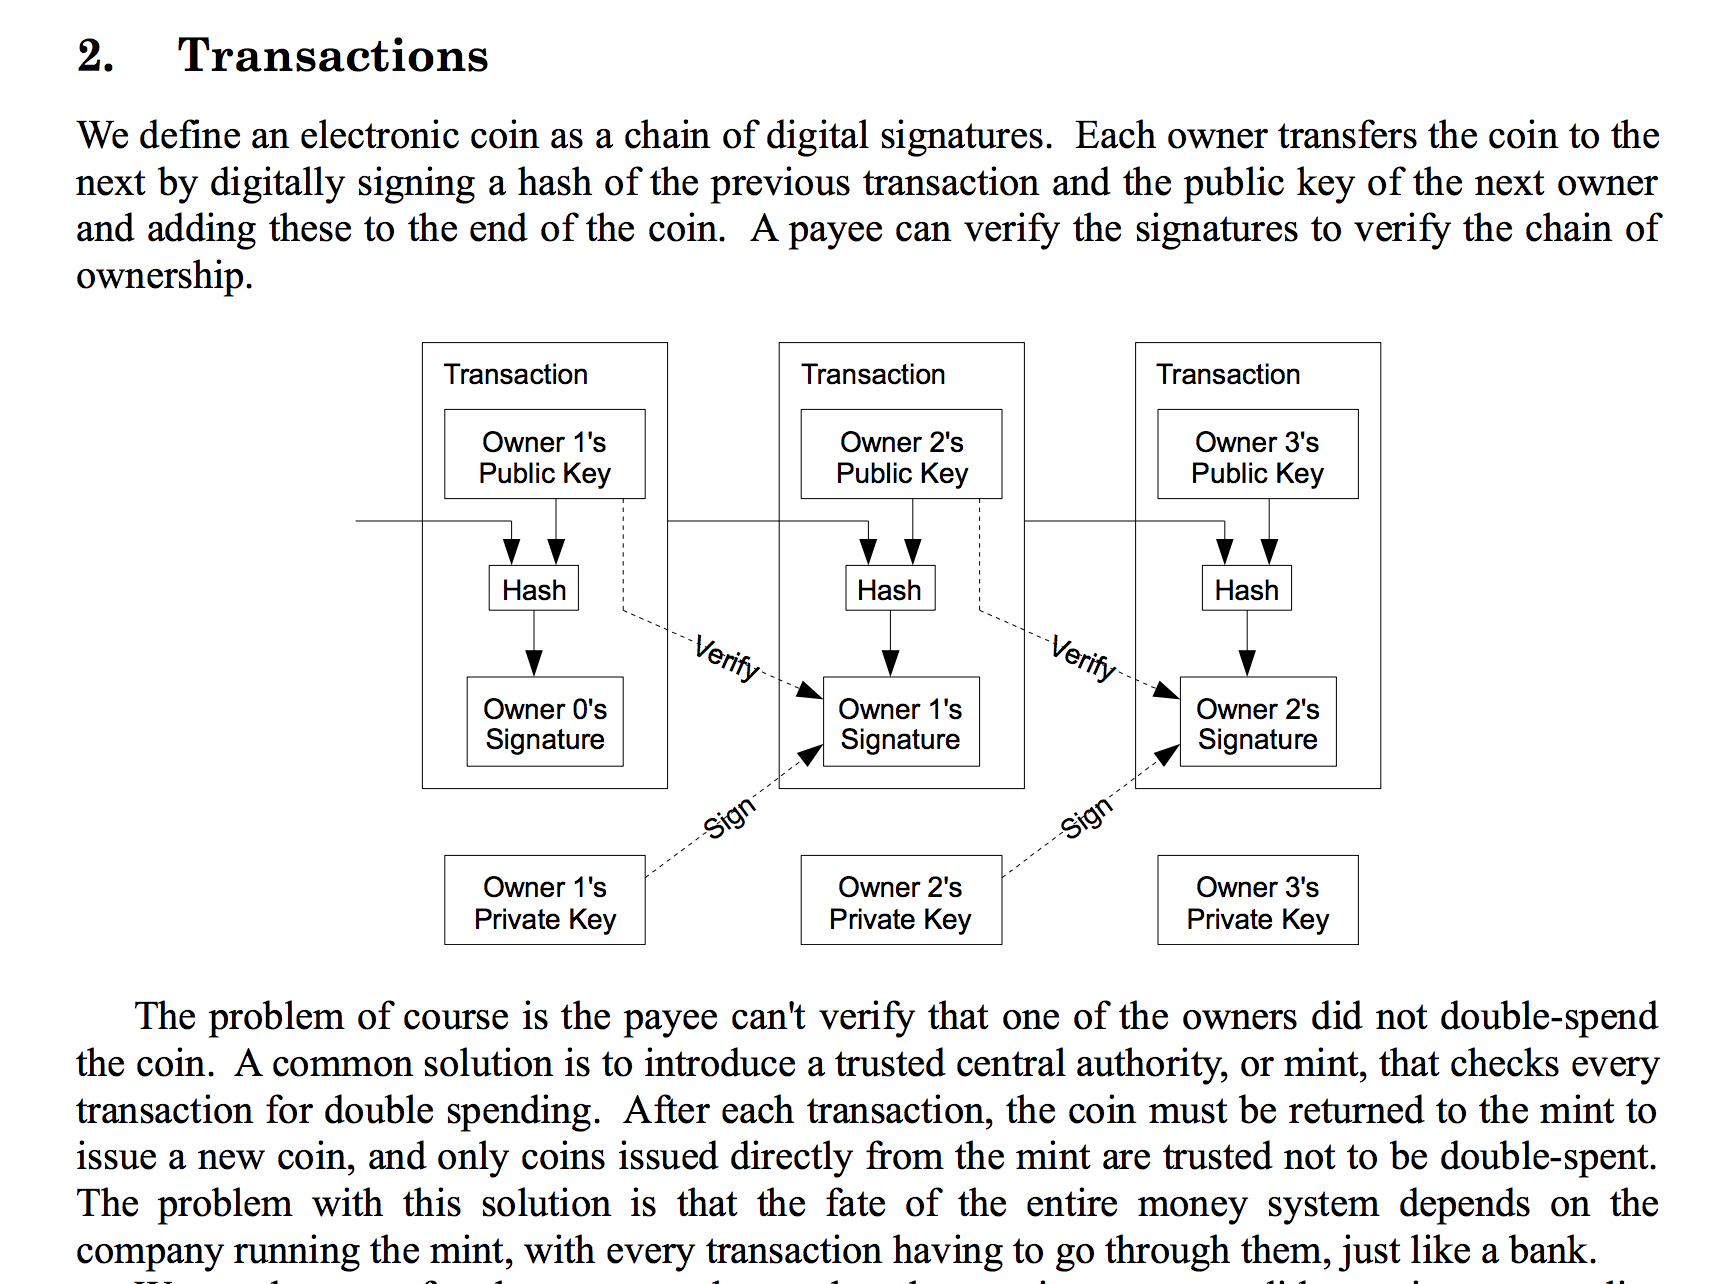 2. Transactions
We define an electronic coin as a chain of digital signatures. Each owner transfers the coin to the
next by digitally signing a hash of the previous transaction and the public key of the next owner
and adding these to the end of the coin. A payee can verify the signatures to verify the chain of
ownership.
Transaction
Owner 1's
Public Key
Hash
Owner 0's
Signature
Transaction
Owner 2's
Public Key
Hash
Owner 1's
Signature
Transaction
Owner 3's
Public Key
Hash
Owner 2's
Signature
Verify
Verify
Sign
Sign
Owner 1's
Private Key
Owner 2's
Private Key
Owner 3's
Private Key
The problem of course is the payee can't verify that one of the owners did not double-spend
the coin. A common solution is to introduce a trusted central authority, or mint, that checks every
transaction for double spending. After each transaction, the coin must be returned to the mint to
issue a new coin, and only coins issued directly from the mint are trusted not to be double-spent.
The problem with this solution is that the fate of the entire money system depends on the
company running the mint, with every transaction having to go through them, just like a bank.